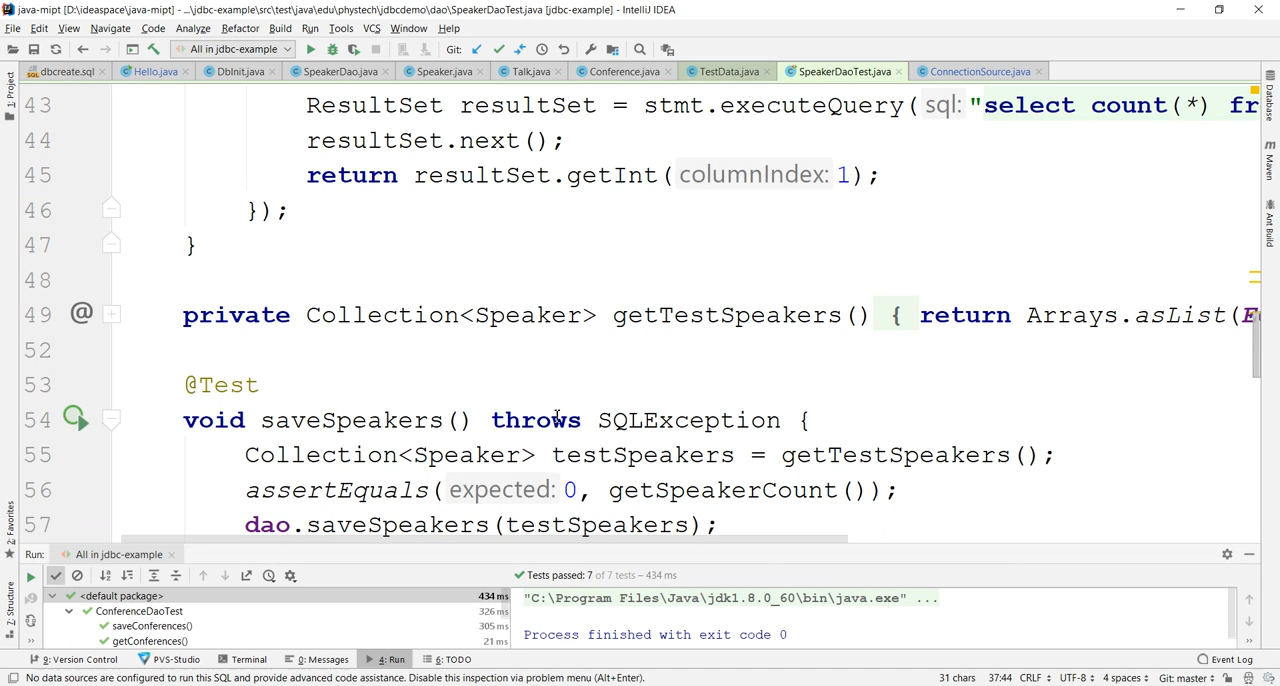 java-mipt [D:\ideaspace\java-mipt] - ...\jdbc-example\src\test\java\edu\phystech\jdbcdemo\dao\SpeakerDaoTest.java [jdbc-example] - IntelliJ IDEA
File Edit View Navigate Code Analyze Refactor Build Run Tools VCS Window Help
All in jdbc-example Git:
dbcreate.sql Hello.java DbInit.java SpeakerDao.java Speaker.java Talk.java Conference.java TestData.java SpeakerDaoTest.java ConnectionSource.java
1: Project
Database
Maven
Ant Build
43 ResultSet resultSet = stmt.executeQuery( sql: "select count(*) fr
44 resultSet.next();
45 return resultSet.getInt( columnIndex: 1);
46 });
47 }
48
49 @ private Collection<Speaker> getTestSpeakers() { return Arrays.asList(E
52
53 @Test
54 void saveSpeakers() throws SQLException {
55 Collection<Speaker> testSpeakers = getTestSpeakers();
56 assertEquals( expected: 0, getSpeakerCount());
57 dao.saveSpeakers(testSpeakers);
2: Favorites
Z: Structure
Run: All in jdbc-example
Tests passed: 7 of 7 tests – 434 ms
<default package> 434 ms
ConferenceDaoTest 326 ms
saveConferences() 305 ms
getConferences() 21 ms
"C:\Program Files\Java\jdk1.8.0_60\bin\java.exe" ...
Process finished with exit code 0
9: Version Control PVS-Studio Terminal 0: Messages 4: Run 6: TODO Event Log
No data sources are configured to run this SQL and provide advanced code assistance. Disable this inspection via problem menu (Alt+Enter). 31 chars 37:44 CRLF UTF-8 4 spaces Git: master